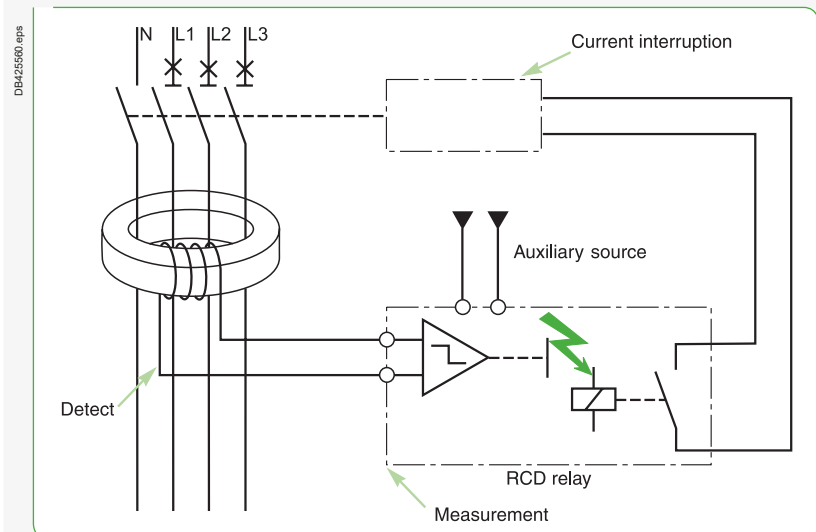 DB425560.eps
N L1 L2 L3
Current interruption
Auxiliary source
Detect
RCD relay
Measurement